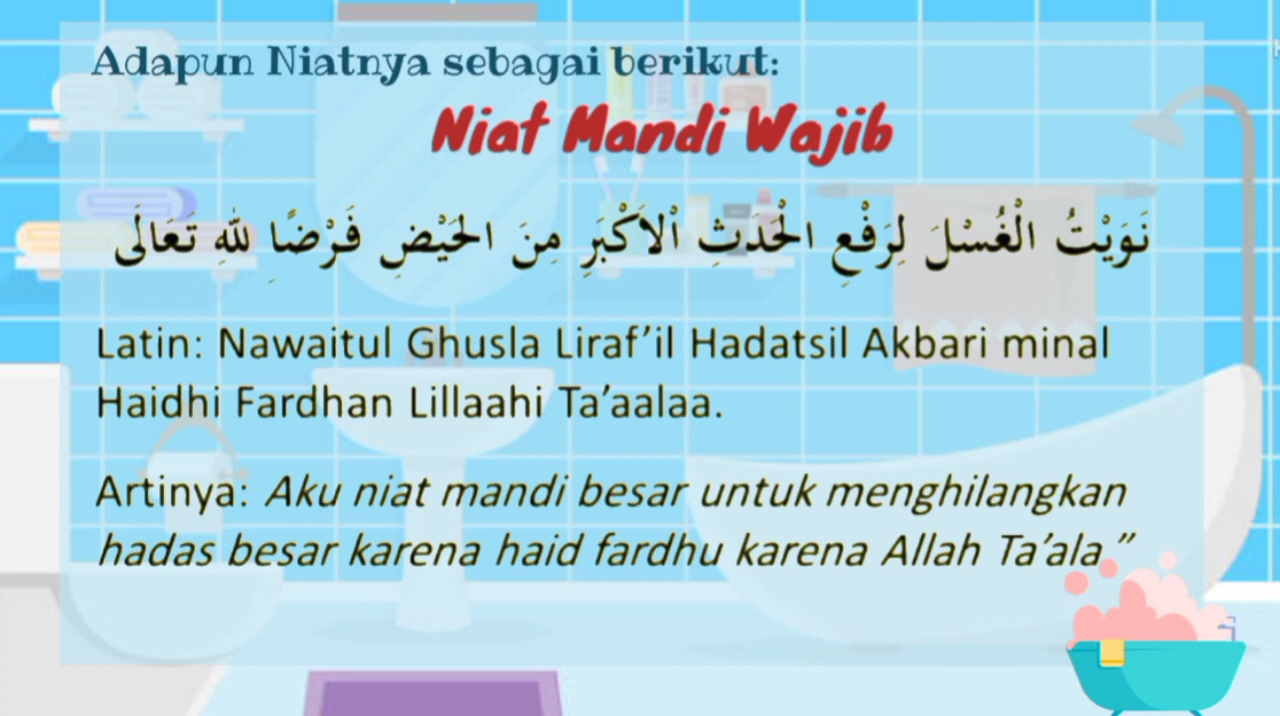 Adapun Niatnya sebagai berikut:
Niat Mandi Wajib
نَوَيْتُ الْغُسْلَ لِرَفْعِ الْحَدَثِ اْلاَكْبَرِ مِنَ الحَيْضِ فَرْضًا لِلهِ تَعَالَى
Latin: Nawaitul Ghusla Liraf’il Hadatsil Akbari minal
Haidhi Fardhan Lillaahi Ta’aalaa.
Artinya: Aku niat mandi besar untuk menghilangkan
hadas besar karena haid fardhu karena Allah Ta’ala.”